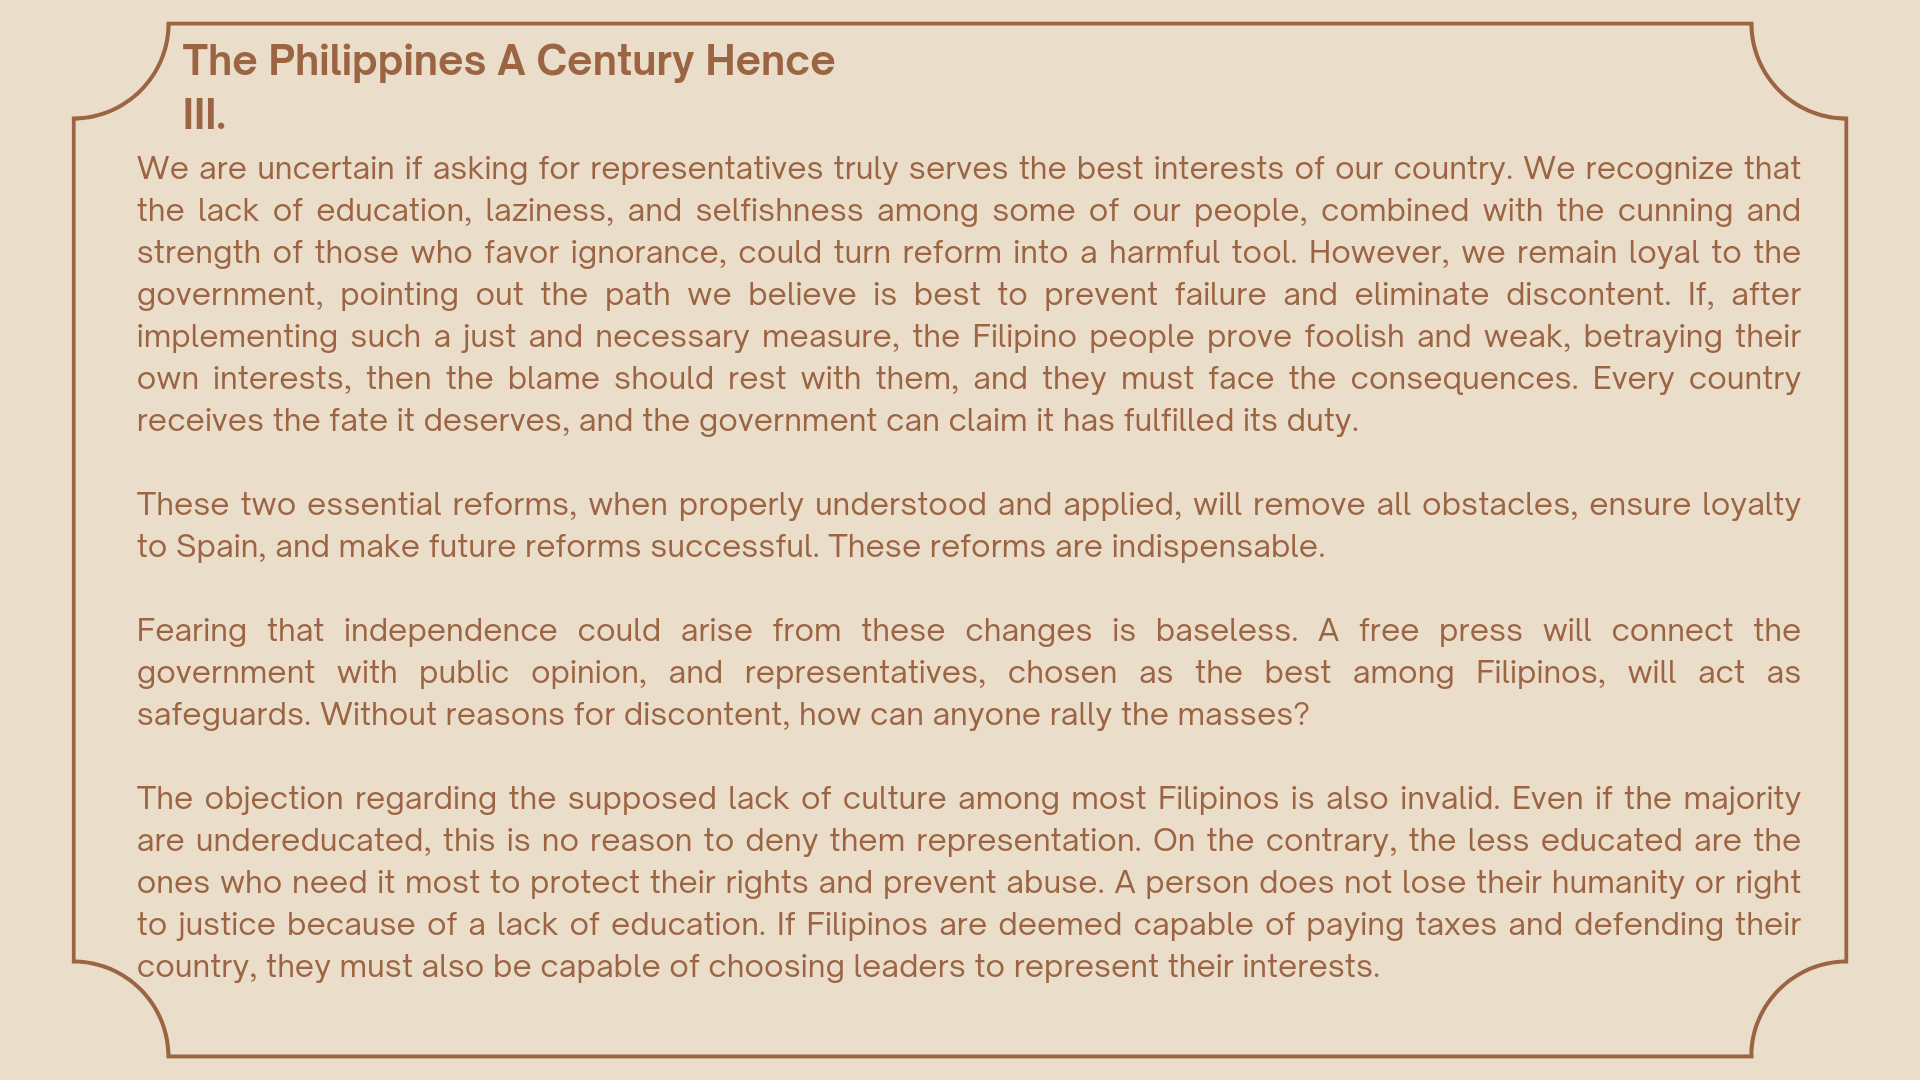 The Philippines A Century Hence
III.
We are uncertain if asking for representatives truly serves the best interests of our country. We recognize that
the lack of education, laziness, and selfishness among some of our people, combined with the cunning and
strength of those who favor ignorance, could turn reform into a harmful tool. However, we remain loyal to the
government, pointing out the path we believe is best to prevent failure and eliminate discontent. If, after
implementing such a just and necessary measure, the Filipino people prove foolish and weak, betraying their
own interests, then the blame should rest with them, and they must face the consequences. Every country
receives the fate it deserves, and the government can claim it has fulfilled its duty.
These two essential reforms, when properly understood and applied, will remove all obstacles, ensure loyalty
to Spain, and make future reforms successful. These reforms are indispensable.
Fearing that independence could arise from these changes is baseless. A free press will connect the
government with public opinion, and representatives, chosen as the best among Filipinos, will act as
safeguards. Without reasons for discontent, how can anyone rally the masses?
The objection regarding the supposed lack of culture among most Filipinos is also invalid. Even if the majority
are undereducated, this is no reason to deny them representation. On the contrary, the less educated are the
ones who need it most to protect their rights and prevent abuse. A person does not lose their humanity or right
to justice because of a lack of education. If Filipinos are deemed capable of paying taxes and defending their
country, they must also be capable of choosing leaders to represent their interests.